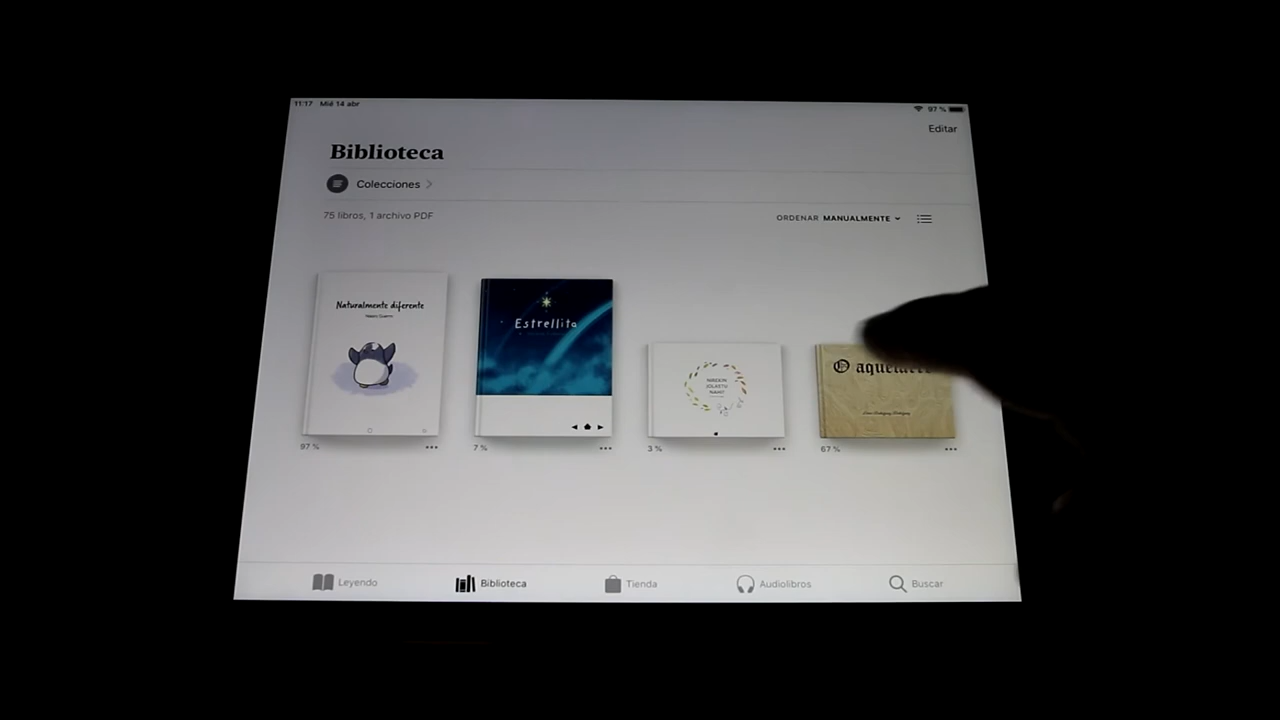 11:17 Mié 14 abr
97 %
Editar
Biblioteca
Colecciones
75 libros, 1 archivo PDF
ORDENAR MANUALMENTE
Naturalmente diferente
Estrellita
O
97 %
7 %
3 %
67 %
Leyendo
Biblioteca
Tienda
Audiolibros
Buscar